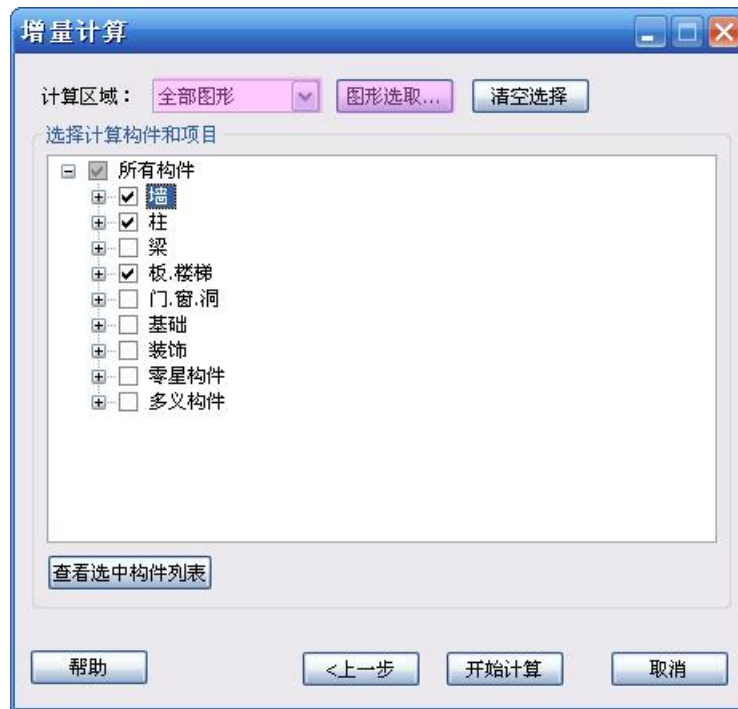 增量计算
计算区域： 全部图形 图形选取... 清空选择
选择计算构件和项目
所有构件
墙
柱
梁
板.楼梯
门.窗.洞
基础
装饰
零星构件
多义构件
查看选中构件列表
帮助 <上一步 开始计算 取消